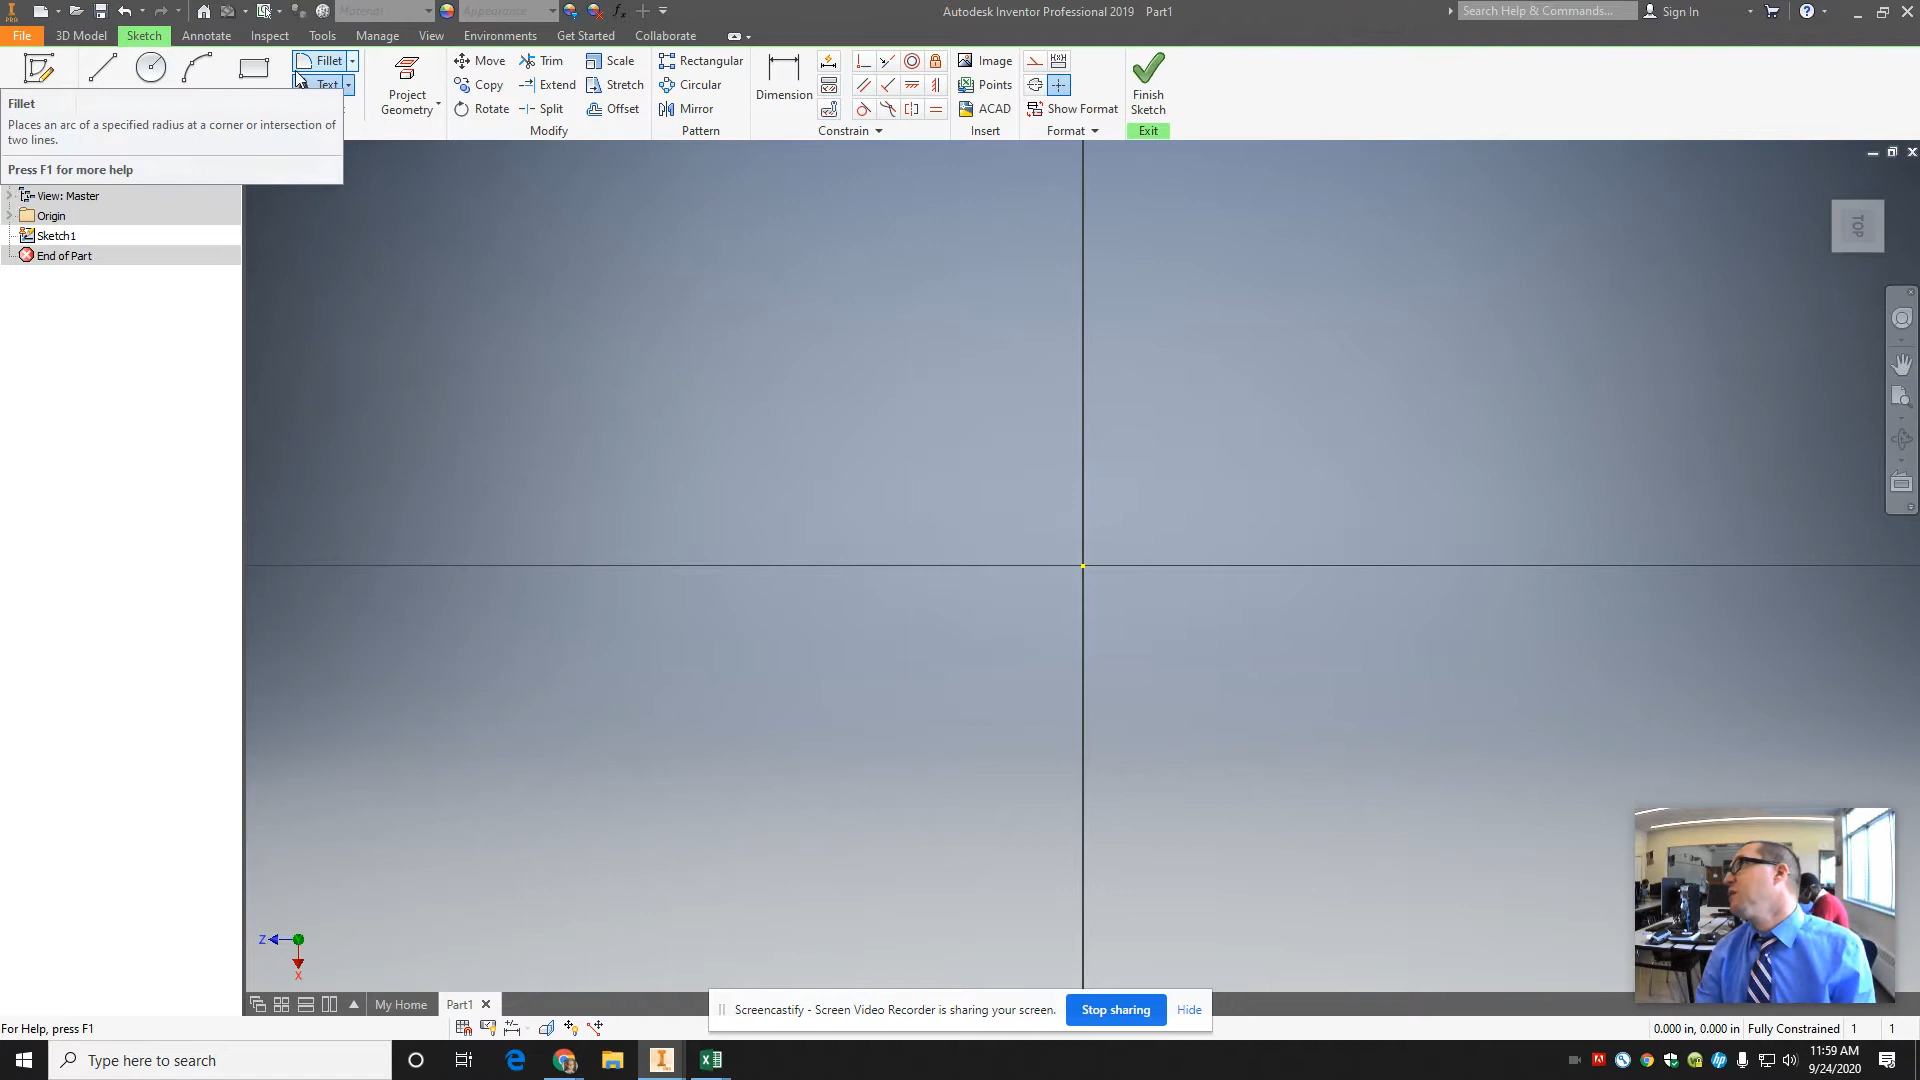 PRO
Material
Appearance
Autodesk Inventor Professional 2019 Part1
Search Help & Commands...
Sign In
File
3D Model
Sketch
Annotate
Inspect
Tools
Manage
View
Environments
Get Started
Collaborate
Fillet
Move
Trim
Scale
Rectangular
Image
Text
Project
Geometry
Copy
Extend
Stretch
Circular
Dimension
Points
Finish
Sketch
Rotate
Split
Offset
Mirror
ACAD
Show Format
Modify
Pattern
Constrain
Insert
Format
Exit
Fillet
Places an arc of a specified radius at a corner or intersection of
two lines.
Press F1 for more help
View: Master
Origin
Sketch1
End of Part
TOP
Z
X
My Home
Part1
Screencastify - Screen Video Recorder is sharing your screen.
Stop sharing
Hide
For Help, press F1
0.000 in, 0.000 in
Fully Constrained
1
1
Type here to search
11:59 AM
9/24/2020